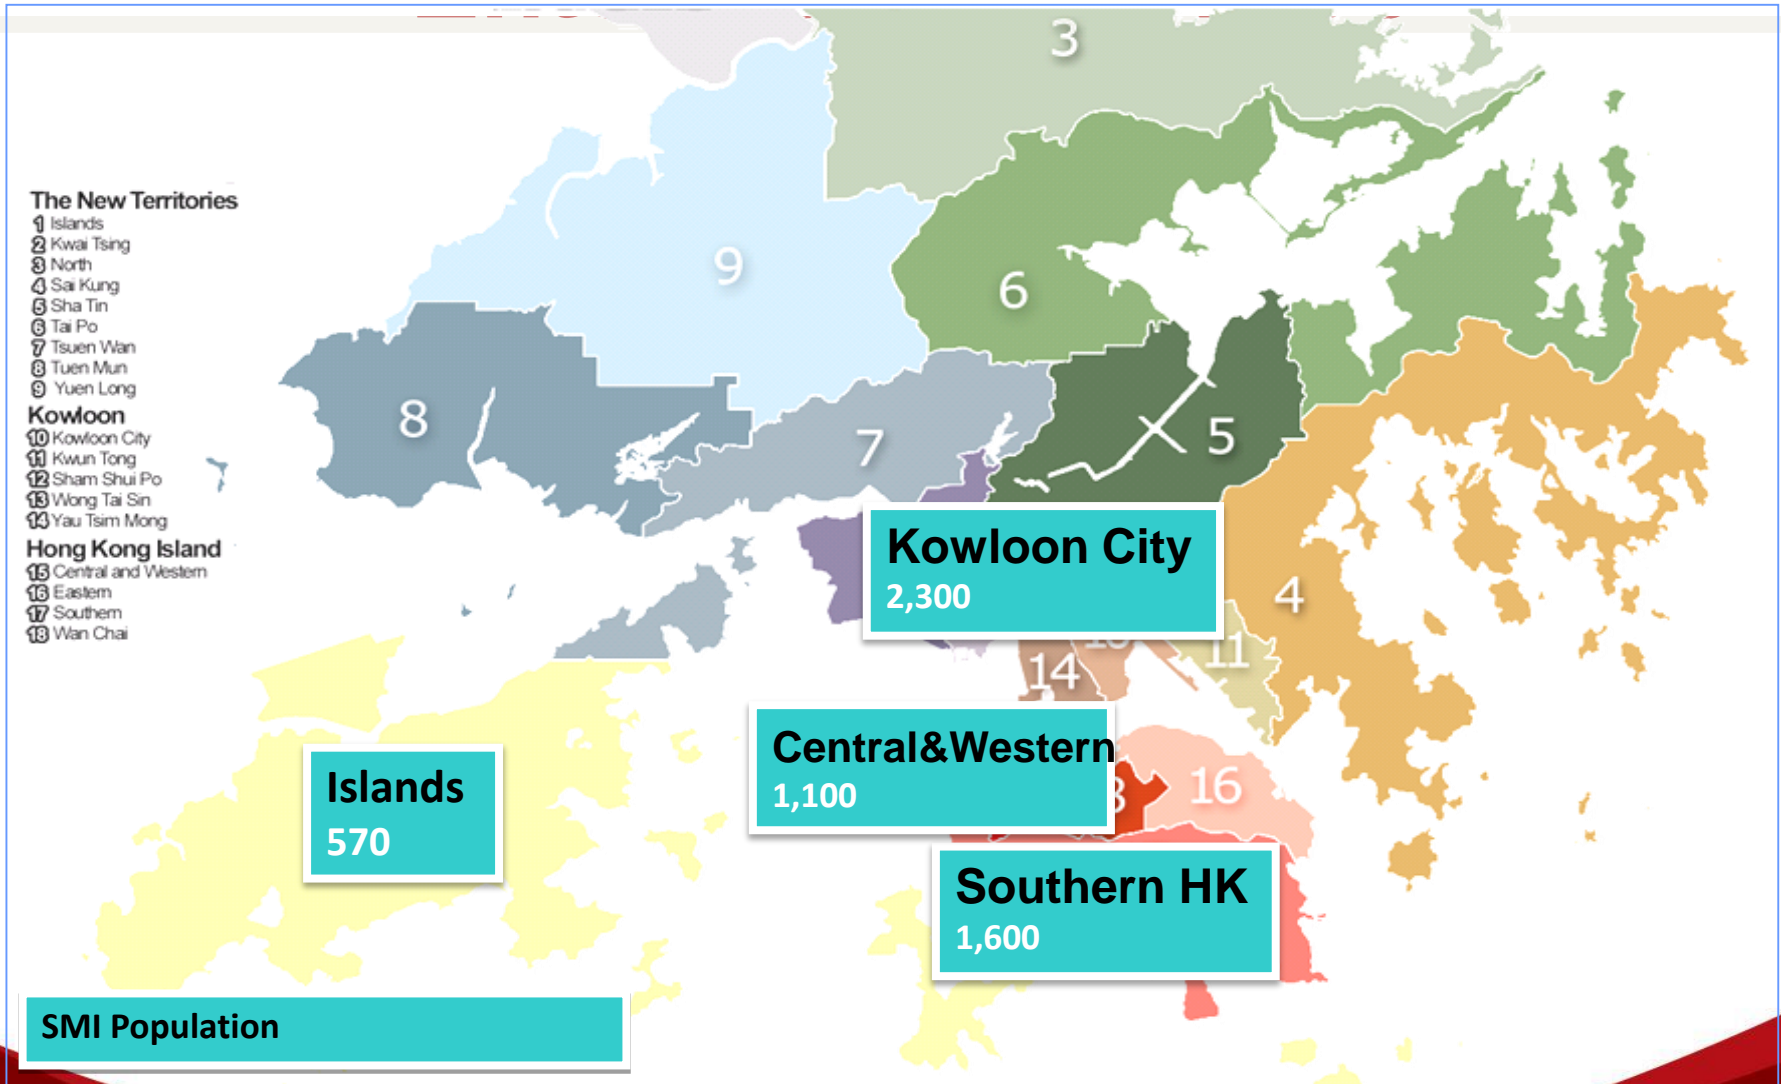 The New Territories
1 Islands
2 Kwai Tsing
3 North
4 Sai Kung
5 Sha Tin
6 Tai Po
7 Tsuen Wan
8 Tuen Mun
9 Yuen Long
Kowloon
10 Kowloon City
11 Kwun Tong
12 Sham Shui Po
13 Wong Tai Sin
14 Yau Tsim Mong
Hong Kong Island
15 Central and Western
16 Eastern
17 Southern
18 Wan Chai
3
9
6
8
7
5
Kowloon City
2,300
4
11
14
Central&Western
1,100
16
Islands
570
Southern HK
1,600
SMI Population